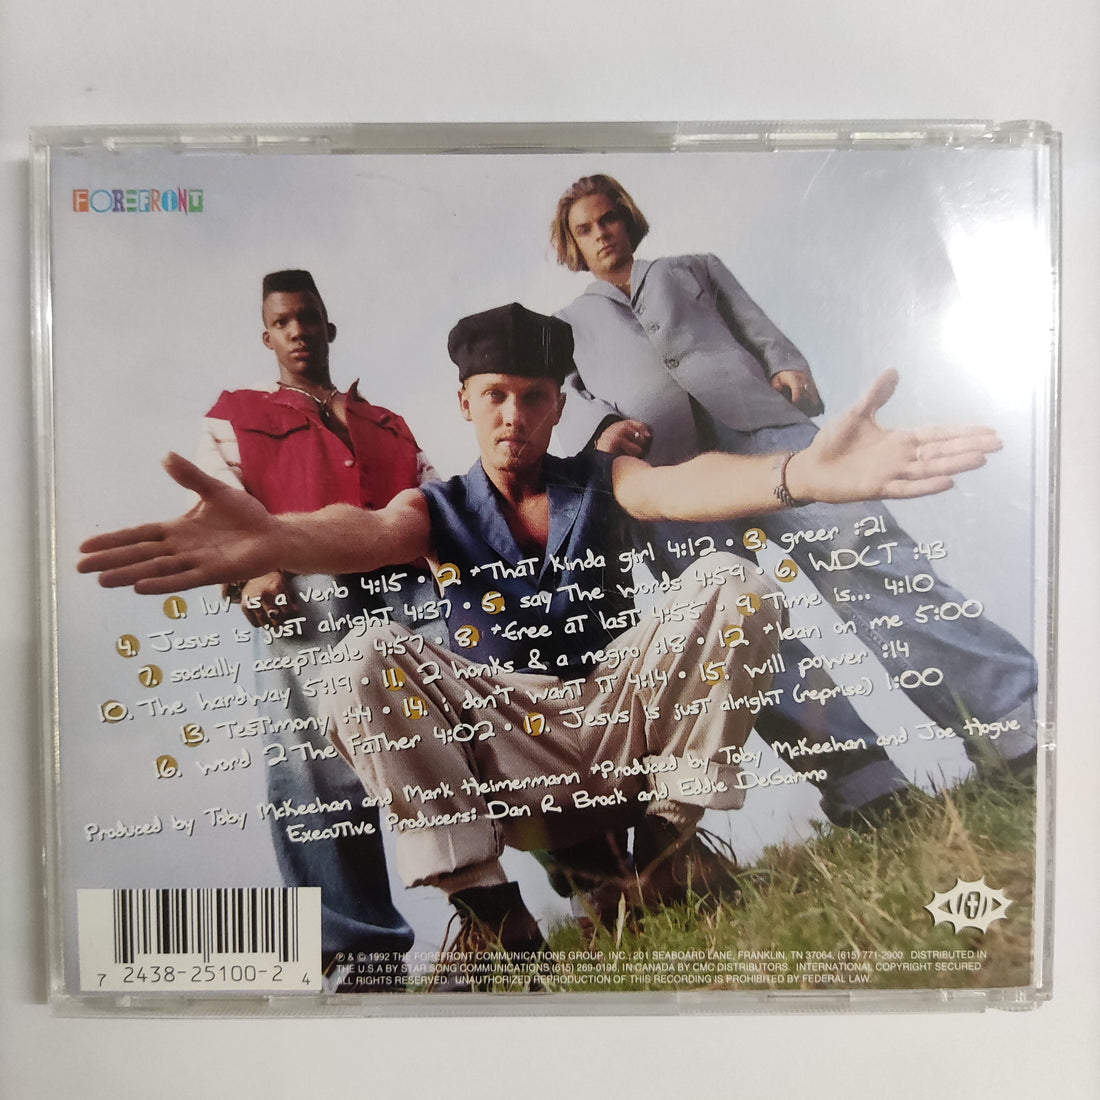 FOREFRONT
1. luv is a verb 4:15 • 2. *That kinda girl 4:12 • 3. greer :21
4. Jesus is just alright 4:37 • 5. say The words 4:59 • 6. WDCT :43
7. socially accepTable 4:57 • 8. *free aT lasT 4:55 • 9. Time is... 4:10
10. The hardway 5:19 • 11. 2 honks & a negro :18 • 12 *lean on me 5:00
13. TesTimony :44 • 14. i don't wanT iT 4:14 • 15. will power :14
16. word 2 The FaTher 4:02 • 17. Jesus is jusT alrighT (reprise) 1:00
Produced by Toby McKeehan and Mark Heimermann *Produced by Toby McKeehan and Joe Hogue
ExecuTive Producers: Dan R. Brock and Eddie DeGarmo
7 2438-25100-2 4
℗ & © 1992 THE FOREFRONT COMMUNICATIONS GROUP, INC., 201 SEABOARD LANE, FRANKLIN, TN 37064. (615) 771-2900. DISTRIBUTED IN
THE U.S.A BY STAR SONG COMMUNICATIONS (615) 269-0196, IN CANADA BY CMC DISTRIBUTORS. INTERNATIONAL COPYRIGHT SECURED.
ALL RIGHTS RESERVED. UNAUTHORIZED REPRODUCTION OF THIS RECORDING IS PROHIBITED BY FEDERAL LAW.